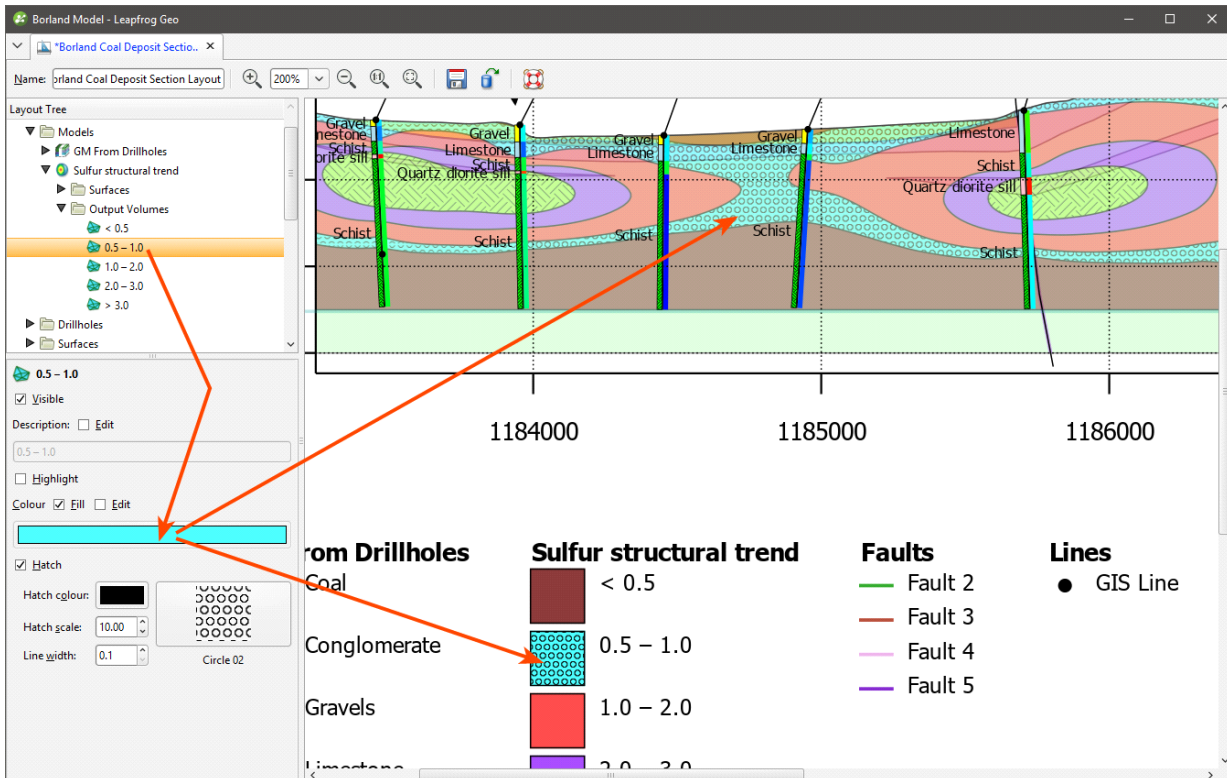 Borland Model - Leapfrog Geo
*Borland Coal Deposit Sectio..
Name: orland Coal Deposit Section Layout
200%
Layout Tree
Models
GM From Drillholes
Sulfur structural trend
Surfaces
Output Volumes
< 0.5
0.5 – 1.0
1.0 – 2.0
2.0 – 3.0
> 3.0
Drillholes
Surfaces
0.5 – 1.0
Visible
Description: Edit
0.5 – 1.0
Highlight
Colour Fill Edit
Hatch
Hatch colour:
Hatch scale: 10.00
Line width: 0.1
Circle 02
Gravel
mestone
Schist
orite sill
Schist
Gravel
Limestone
Schist
Quartz diorite sill
Schist
Gravel
Limestone
Schist
Gravel
Limestone
Schist
Limestone
Schist
Quartz diorite sill
Schist
1184000 1185000 1186000
rom Drillholes
Coal
Conglomerate
Gravels
Limestone
Sulfur structural trend
< 0.5
0.5 – 1.0
1.0 – 2.0
2.0 – 3.0
Faults
Fault 2
Fault 3
Fault 4
Fault 5
Lines
GIS Line